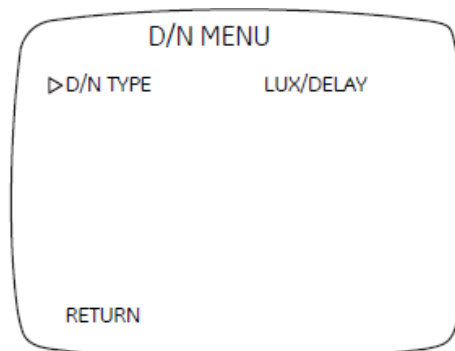 D/N MENU
▷D/N TYPE LUX/DELAY
RETURN